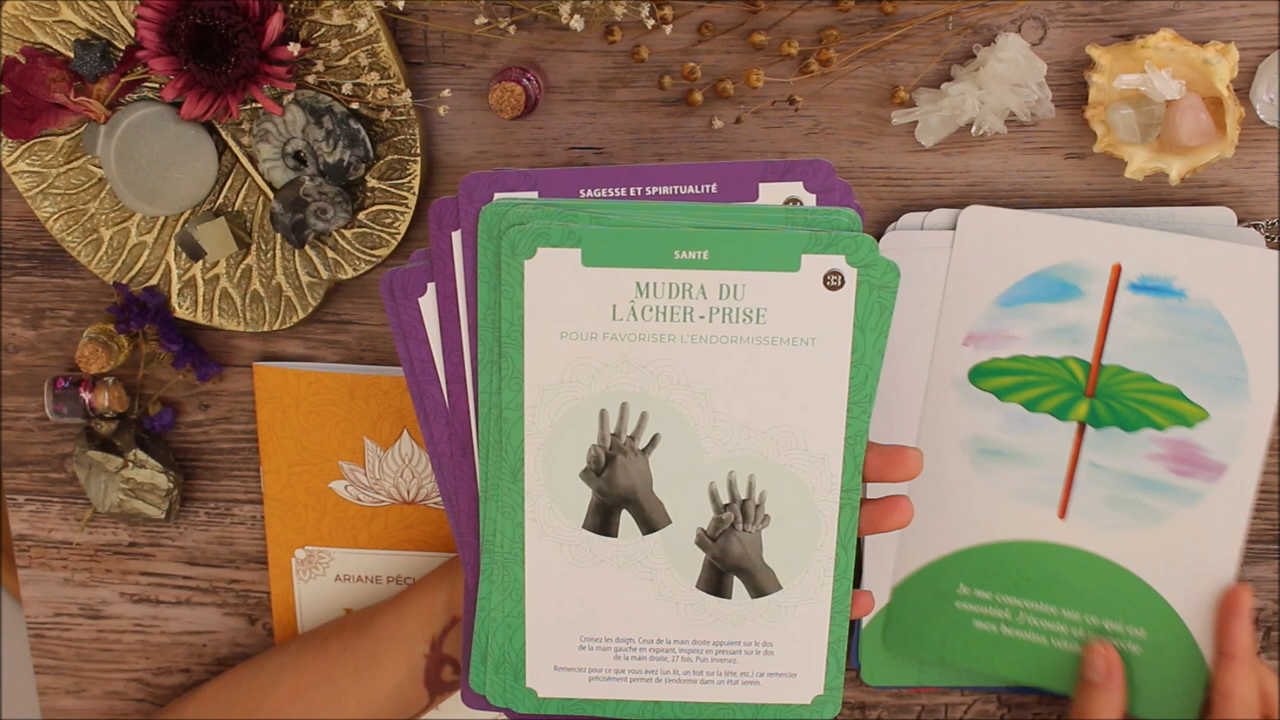 SAGESSE ET SPIRITUALITÉ
SANTÉ
33
MUDRA DU
LÂCHER-PRISE
POUR FAVORISER L'ENDORMISSEMENT
Croisez les doigts. Ceux de la main droite appuient sur le dos
de la main gauche en expirant, inspirez en pressant sur le dos
de la main droite, 27 fois. Puis inversez.
Remerciez pour ce que vous avez (un lit, un toit sur la tête, etc.) car remercier
précisément permet de s'endormir dans un état serein.
ARIANE
Je me concentre sur ce qui est
essentiel. J'écoute
mes besoins